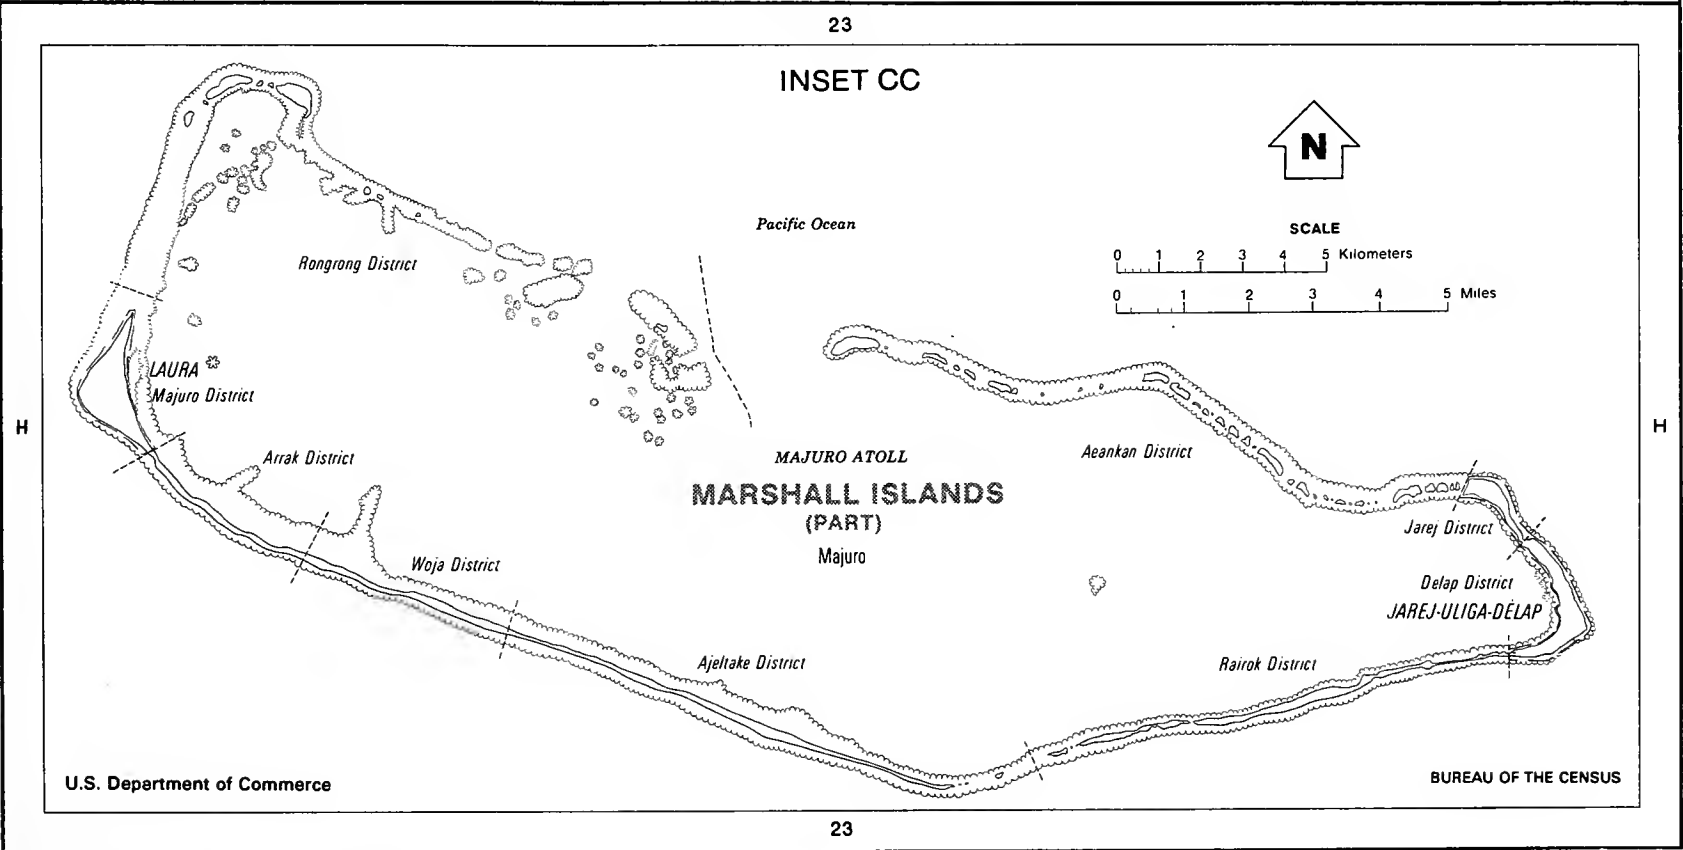 23
INSET CC
N
Pacific Ocean
SCALE
0 1 2 3 4 5 Kilometers
0 1 2 3 4 5 Miles
Rongrong District
LAURA
Majuro District
H
H
Arrak District
MAJURO ATOLL
Aeankan District
MARSHALL ISLANDS
(PART)
Majuro
Jarej District
Woja District
Delap District
JAREJ-ULIGA-DELAP
Ajeltake District
Rairok District
U.S. Department of Commerce
BUREAU OF THE CENSUS
23